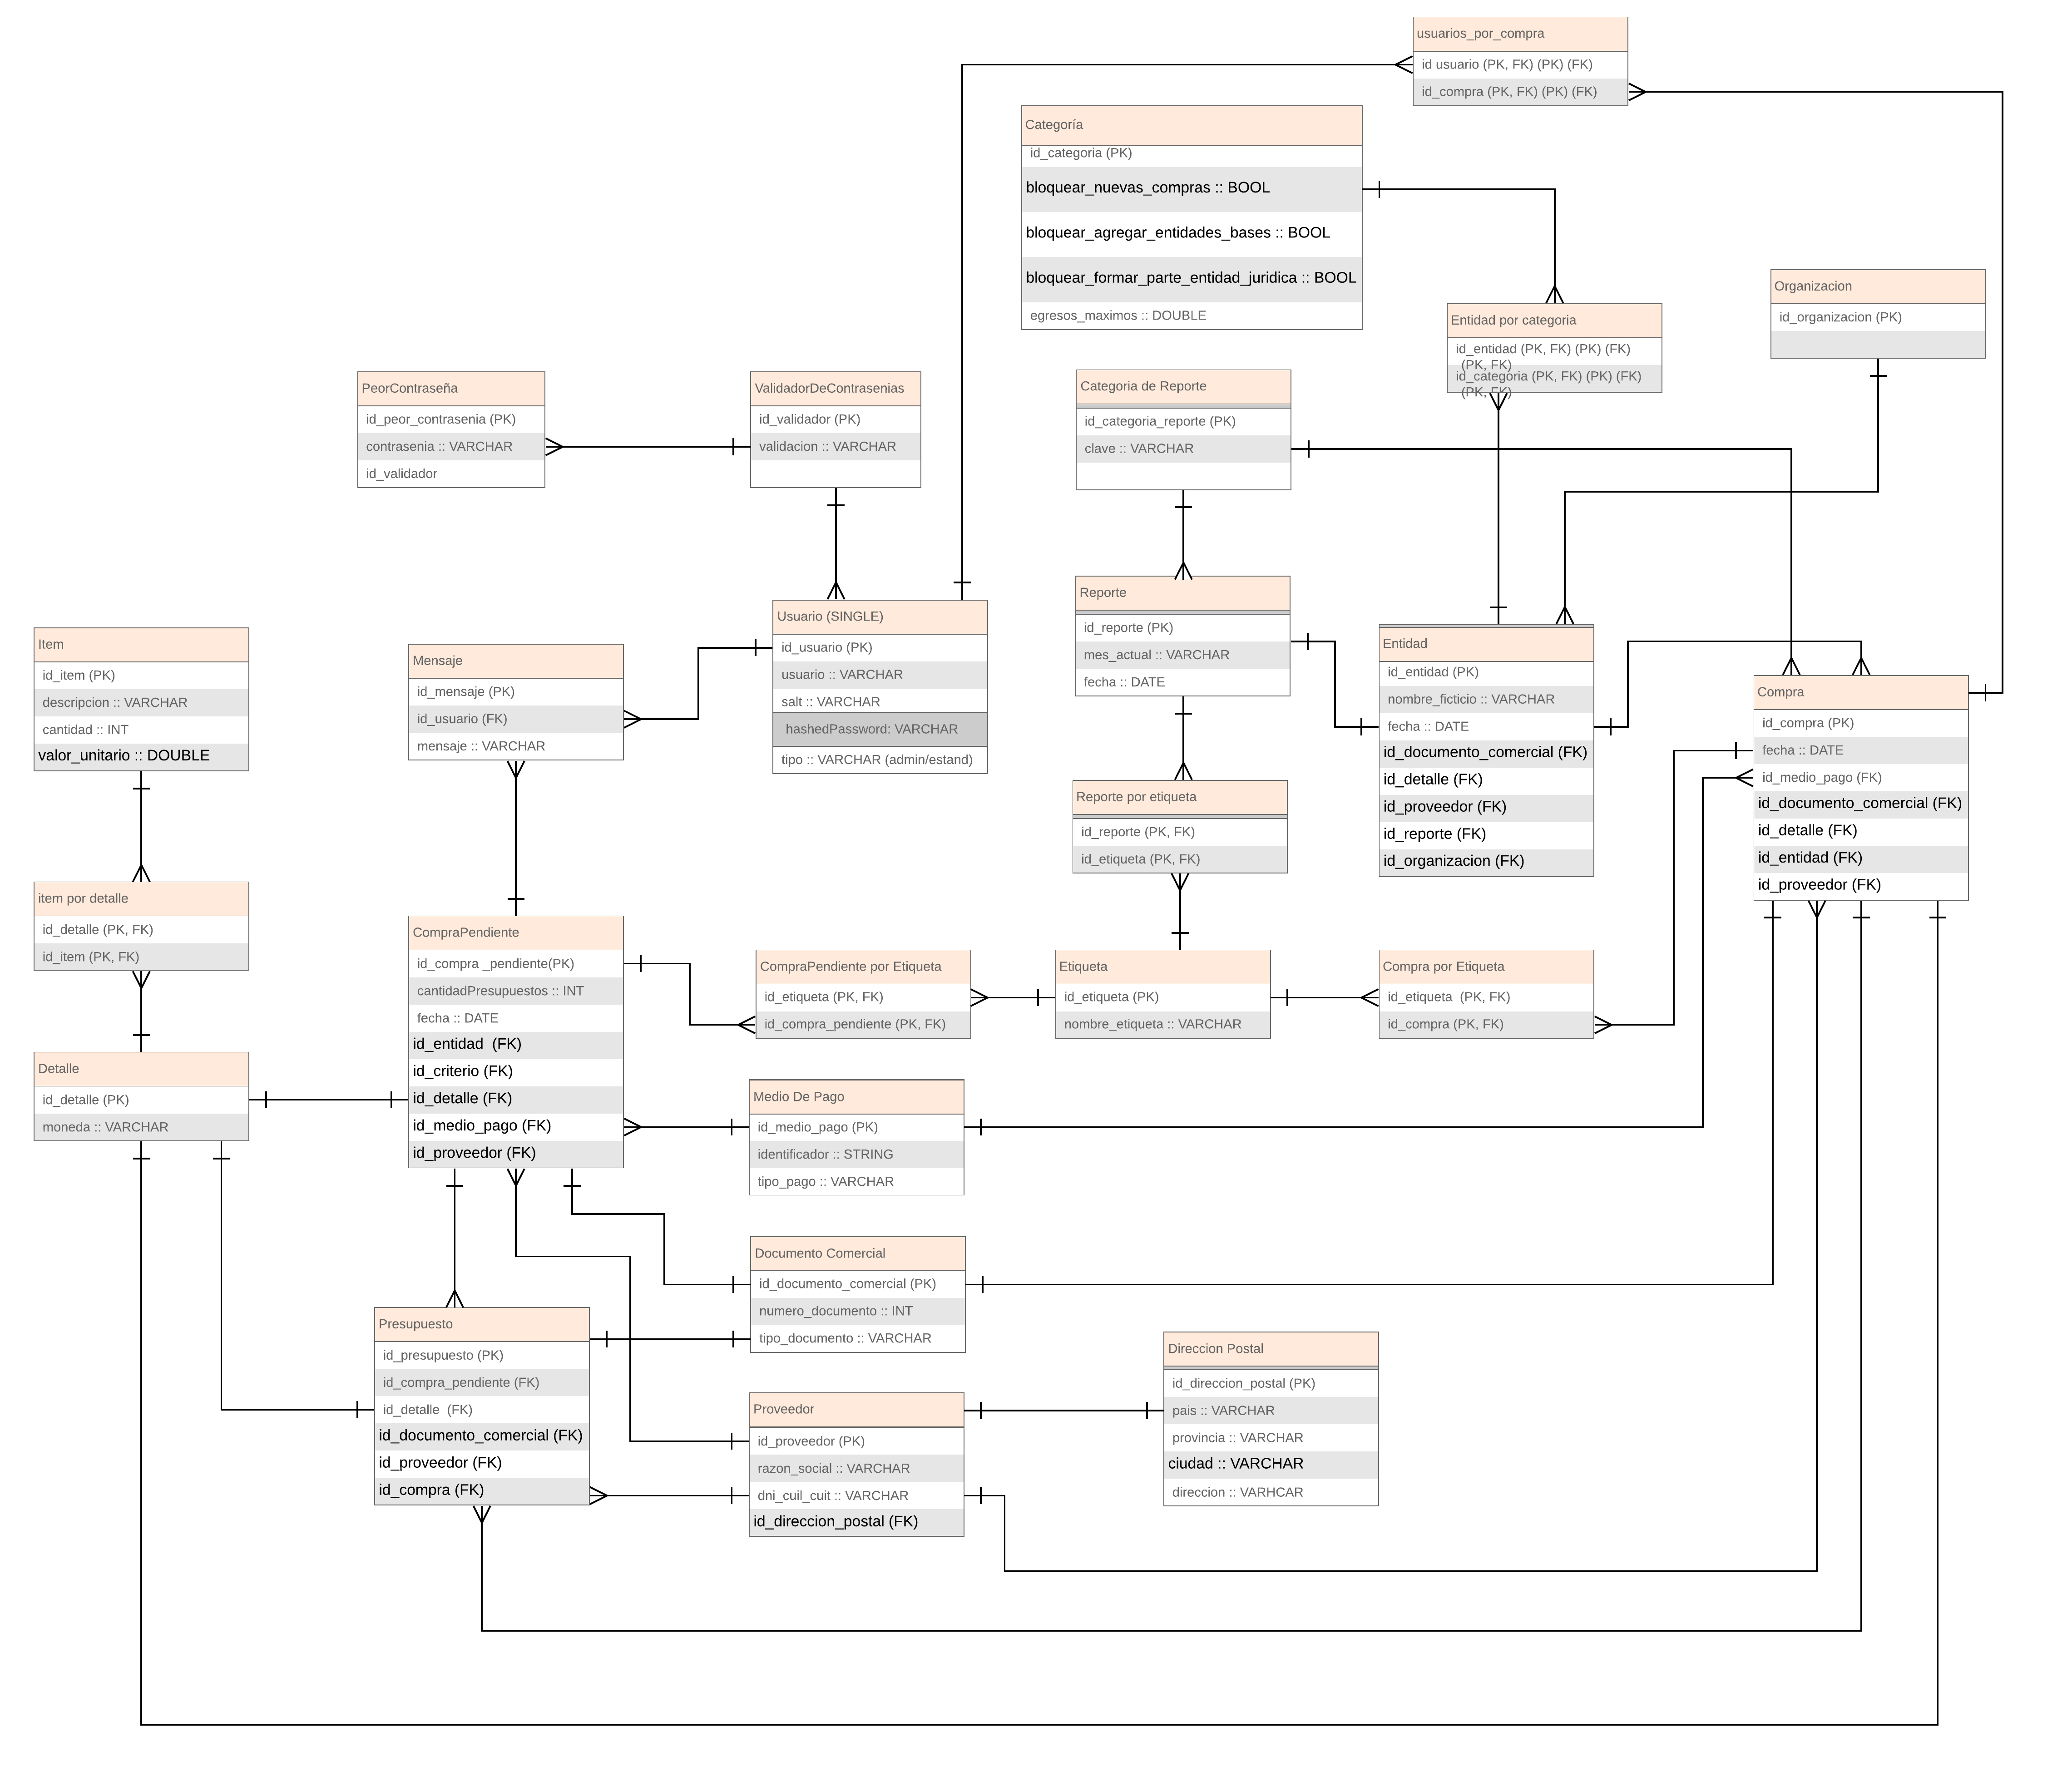 usuarios_por_compra
id usuario (PK, FK) (PK) (FK)
id_compra (PK, FK) (PK) (FK)
Categoría
id_categoria (PK)
bloquear_nuevas_compras :: BOOL
bloquear_agregar_entidades_bases :: BOOL
bloquear_formar_parte_entidad_juridica :: BOOL
egresos_maximos :: DOUBLE
Organizacion
id_organizacion (PK)
Entidad por categoria
id_entidad (PK, FK) (PK) (FK)
(PK, FK)
id_categoria (PK, FK) (PK) (FK)
(PK, FK)
PeorContraseña
id_peor_contrasenia (PK)
contrasenia :: VARCHAR
id_validador
ValidadorDeContrasenias
id_validador (PK)
validacion :: VARCHAR
Categoria de Reporte
id_categoria_reporte (PK)
clave :: VARCHAR
Reporte
id_reporte (PK)
mes_actual :: VARCHAR
fecha :: DATE
Usuario (SINGLE)
id_usuario (PK)
usuario :: VARCHAR
salt :: VARCHAR
hashedPassword: VARCHAR
tipo :: VARCHAR (admin/estand)
Item
id_item (PK)
descripcion :: VARCHAR
cantidad :: INT
valor_unitario :: DOUBLE
Mensaje
id_mensaje (PK)
id_usuario (FK)
mensaje :: VARCHAR
Entidad
id_entidad (PK)
nombre_ficticio :: VARCHAR
fecha :: DATE
id_documento_comercial (FK)
id_detalle (FK)
id_proveedor (FK)
id_reporte (FK)
id_organizacion (FK)
Compra
id_compra (PK)
fecha :: DATE
id_medio_pago (FK)
id_documento_comercial (FK)
id_detalle (FK)
id_entidad (FK)
id_proveedor (FK)
Reporte por etiqueta
id_reporte (PK, FK)
id_etiqueta (PK, FK)
item por detalle
id_detalle (PK, FK)
id_item (PK, FK)
CompraPendiente
id_compra _pendiente(PK)
cantidadPresupuestos :: INT
fecha :: DATE
id_entidad  (FK)
id_criterio (FK)
id_detalle (FK)
id_medio_pago (FK)
id_proveedor (FK)
CompraPendiente por Etiqueta
id_etiqueta (PK, FK)
id_compra_pendiente (PK, FK)
Etiqueta
id_etiqueta (PK)
nombre_etiqueta :: VARCHAR
Compra por Etiqueta
id_etiqueta  (PK, FK)
id_compra (PK, FK)
Detalle
id_detalle (PK)
moneda :: VARCHAR
Medio De Pago
id_medio_pago (PK)
identificador :: STRING
tipo_pago :: VARCHAR
Documento Comercial
id_documento_comercial (PK)
numero_documento :: INT
tipo_documento :: VARCHAR
Presupuesto
id_presupuesto (PK)
id_compra_pendiente (FK)
id_detalle  (FK)
id_documento_comercial (FK)
id_proveedor (FK)
id_compra (FK)
Proveedor
id_proveedor (PK)
razon_social :: VARCHAR
dni_cuil_cuit :: VARCHAR
id_direccion_postal (FK)
Direccion Postal
id_direccion_postal (PK)
pais :: VARCHAR
provincia :: VARCHAR
ciudad :: VARCHAR
direccion :: VARHCAR